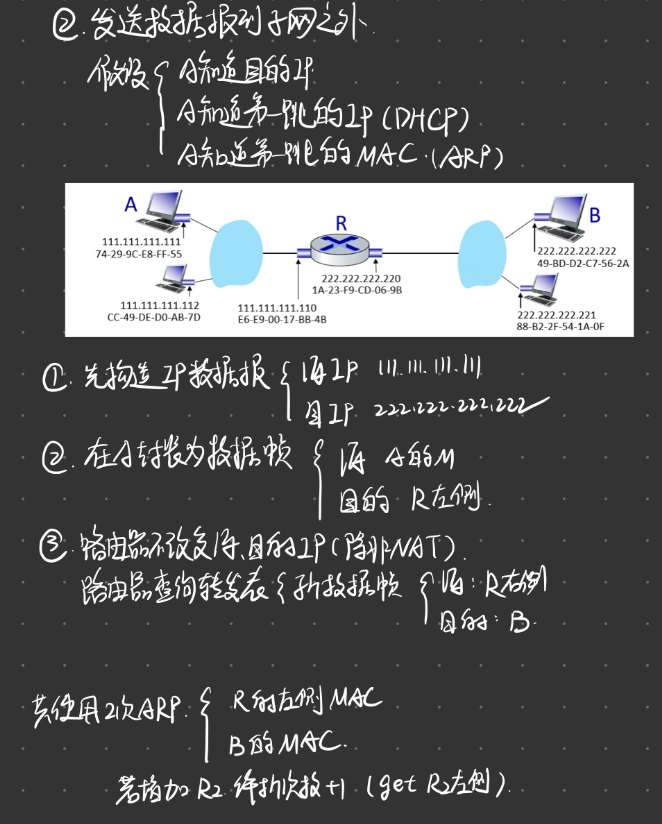 ②. 发送数据报到子网之外.
假设 { A知道目的IP.
A知道第一跳的IP (DHCP)
A知道第一跳的MAC. (ARP)
A
R
B
111.111.111.111
74-29-9C-E8-FF-55
222.222.222.222
49-BD-D2-C7-56-2A
222.222.222.220
1A-23-F9-CD-06-9B
111.111.111.112
CC-49-DE-D0-AB-7D
111.111.111.110
E6-E9-00-17-BB-4B
222.222.222.221
88-B2-2F-54-1A-0F
①. 先构造IP数据报 { 源IP 111.111.111.111
目IP 222.222.222.222
②. 在A封装为数据帧 { 源 A的M
目的 R左侧.
③. 路由器不改变源、目的IP (除非NAT).
路由器查询转发表 { 新数据帧 { 源: R右侧
目的: B.
共使用2次ARP. { R的左侧MAC
B的MAC.
若增加R2 解析次数+1 (get R2左侧).